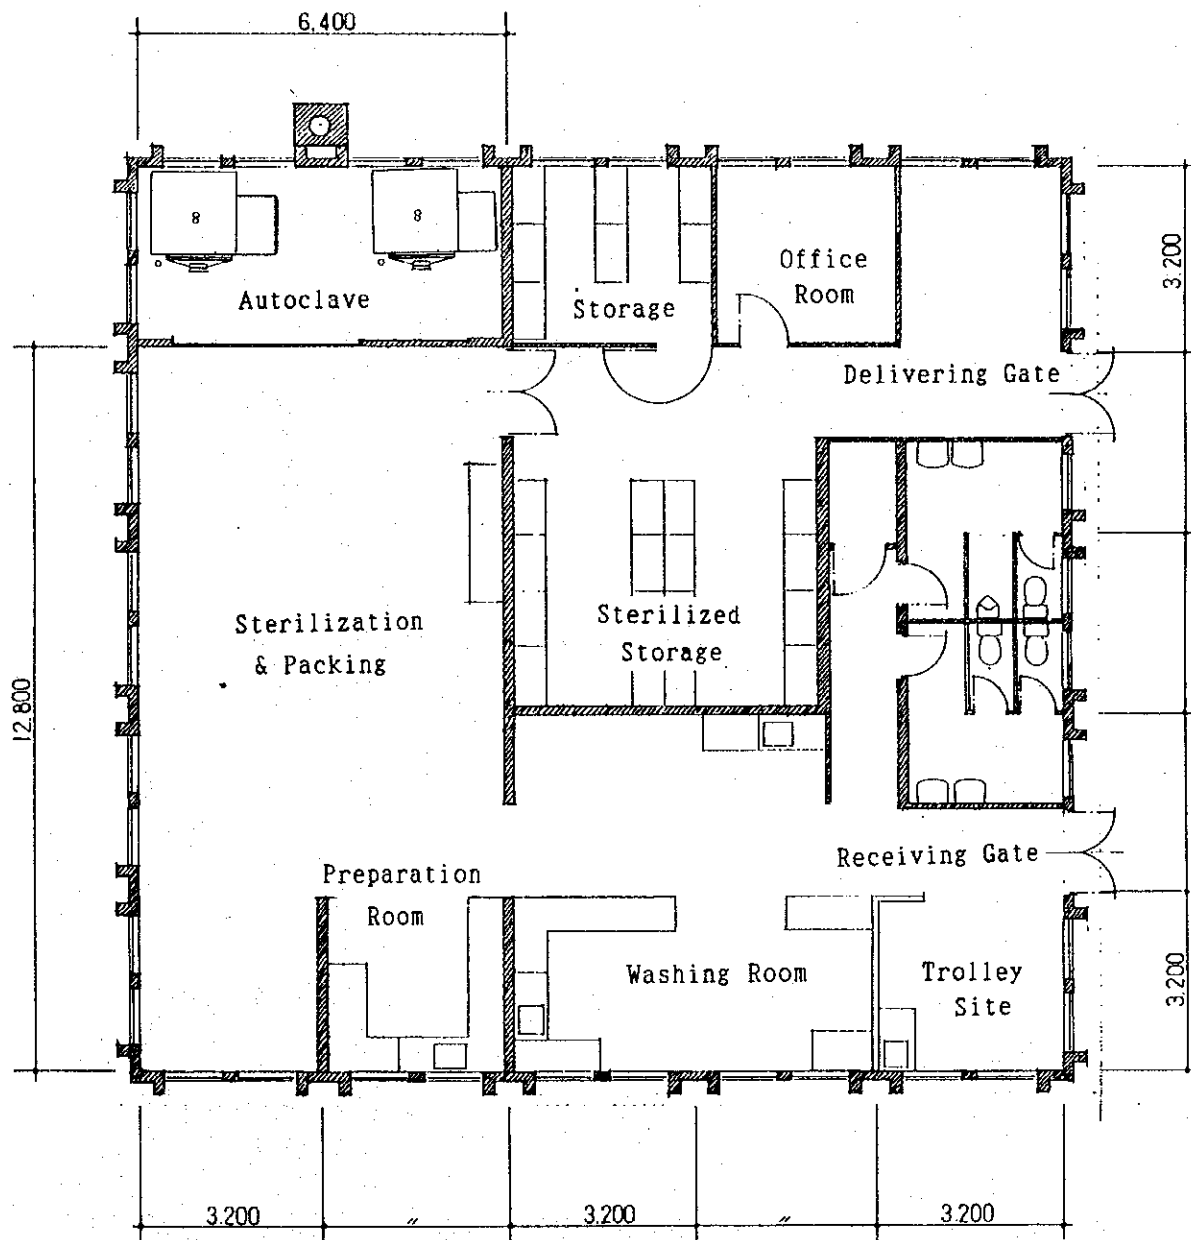 6.400
8
8
Autoclave
Storage
Office
Room
3.200
Delivering Gate
Sterilization
& Packing
Sterilized
Storage
12.800
Preparation
Room
Receiving Gate
Washing Room
Trolley
Site
3.200
3.200
〃
3.200
〃
3.200